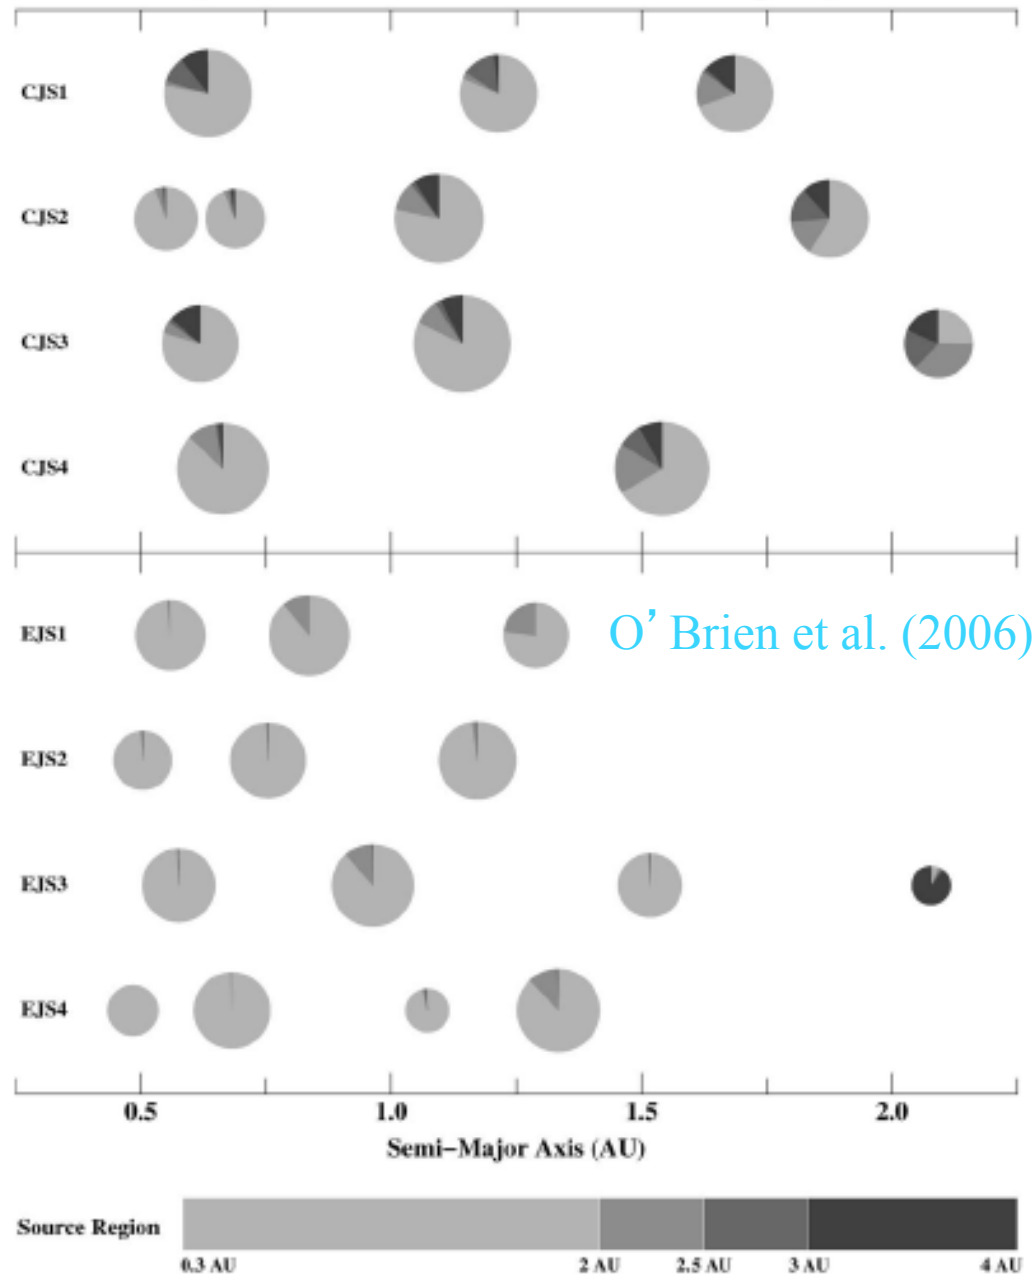 CJS1
CJS2
CJS3
CJS4
EJS1
O’ Brien et al. (2006)
EJS2
EJS3
EJS4
0.5 1.0 1.5 2.0
Semi-Major Axis (AU)
Source Region
0.3 AU 2 AU 2.5 AU 3 AU 4 AU